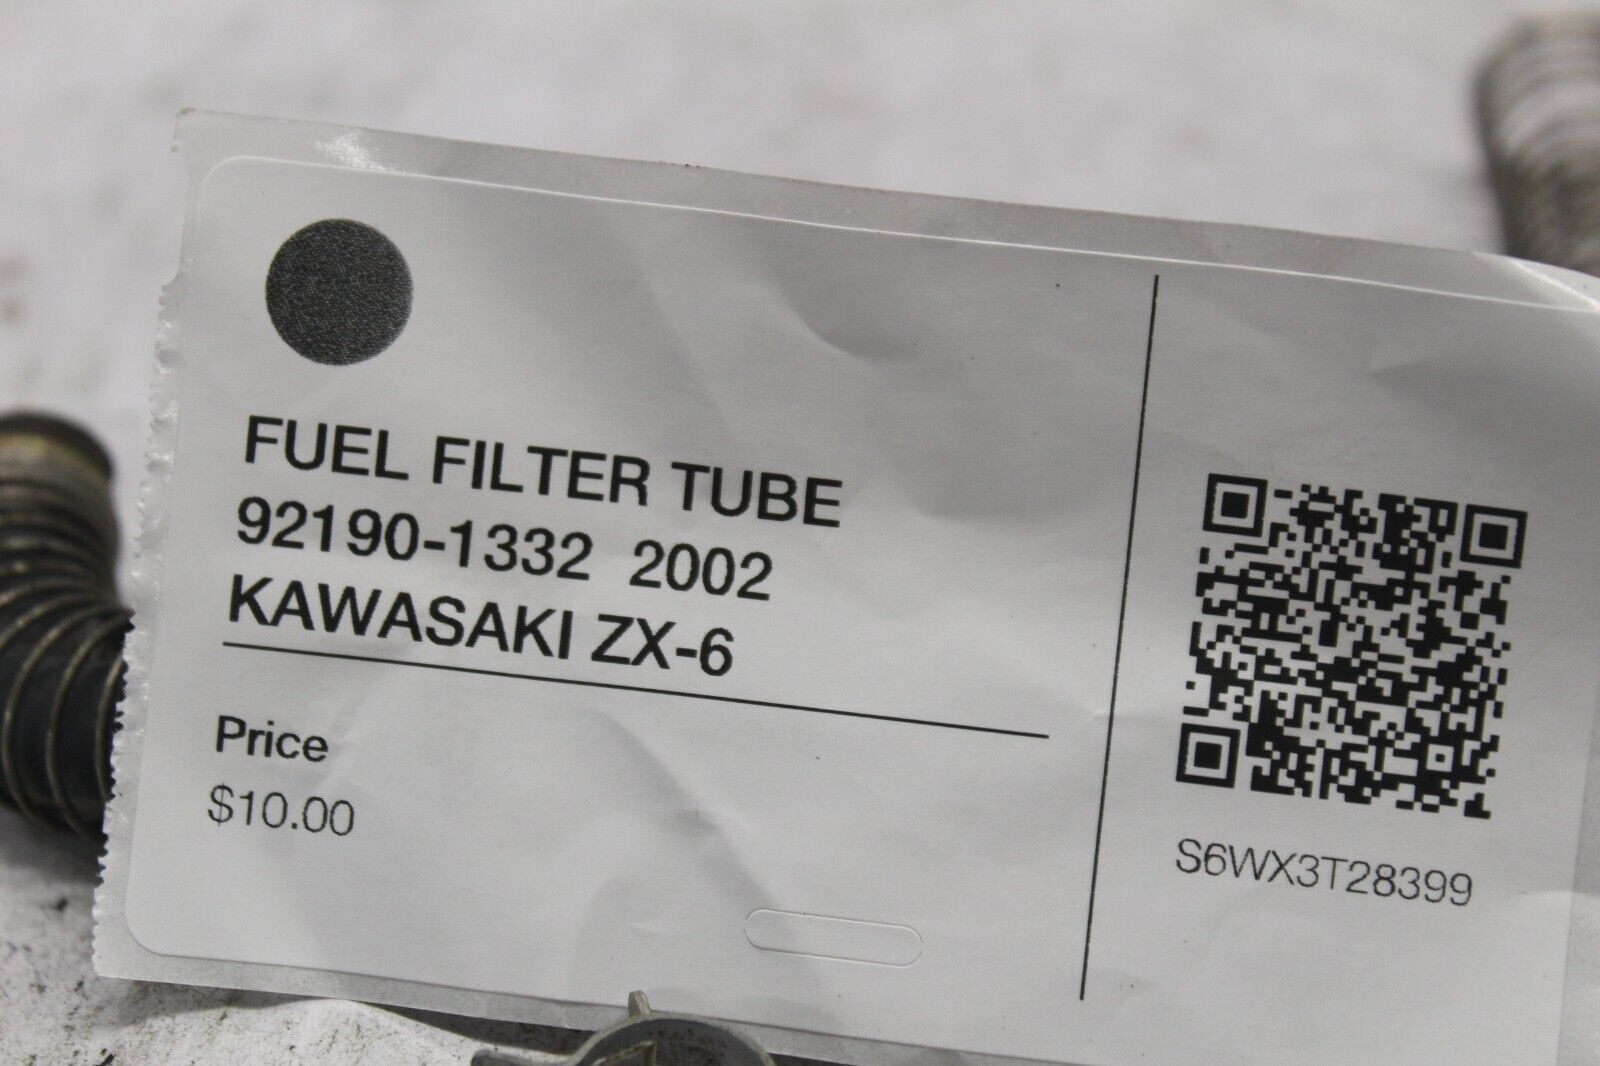 FUEL FILTER TUBE
92190-1332 2002
KAWASAKI ZX-6
Price
$10.00
S6WX3T28399